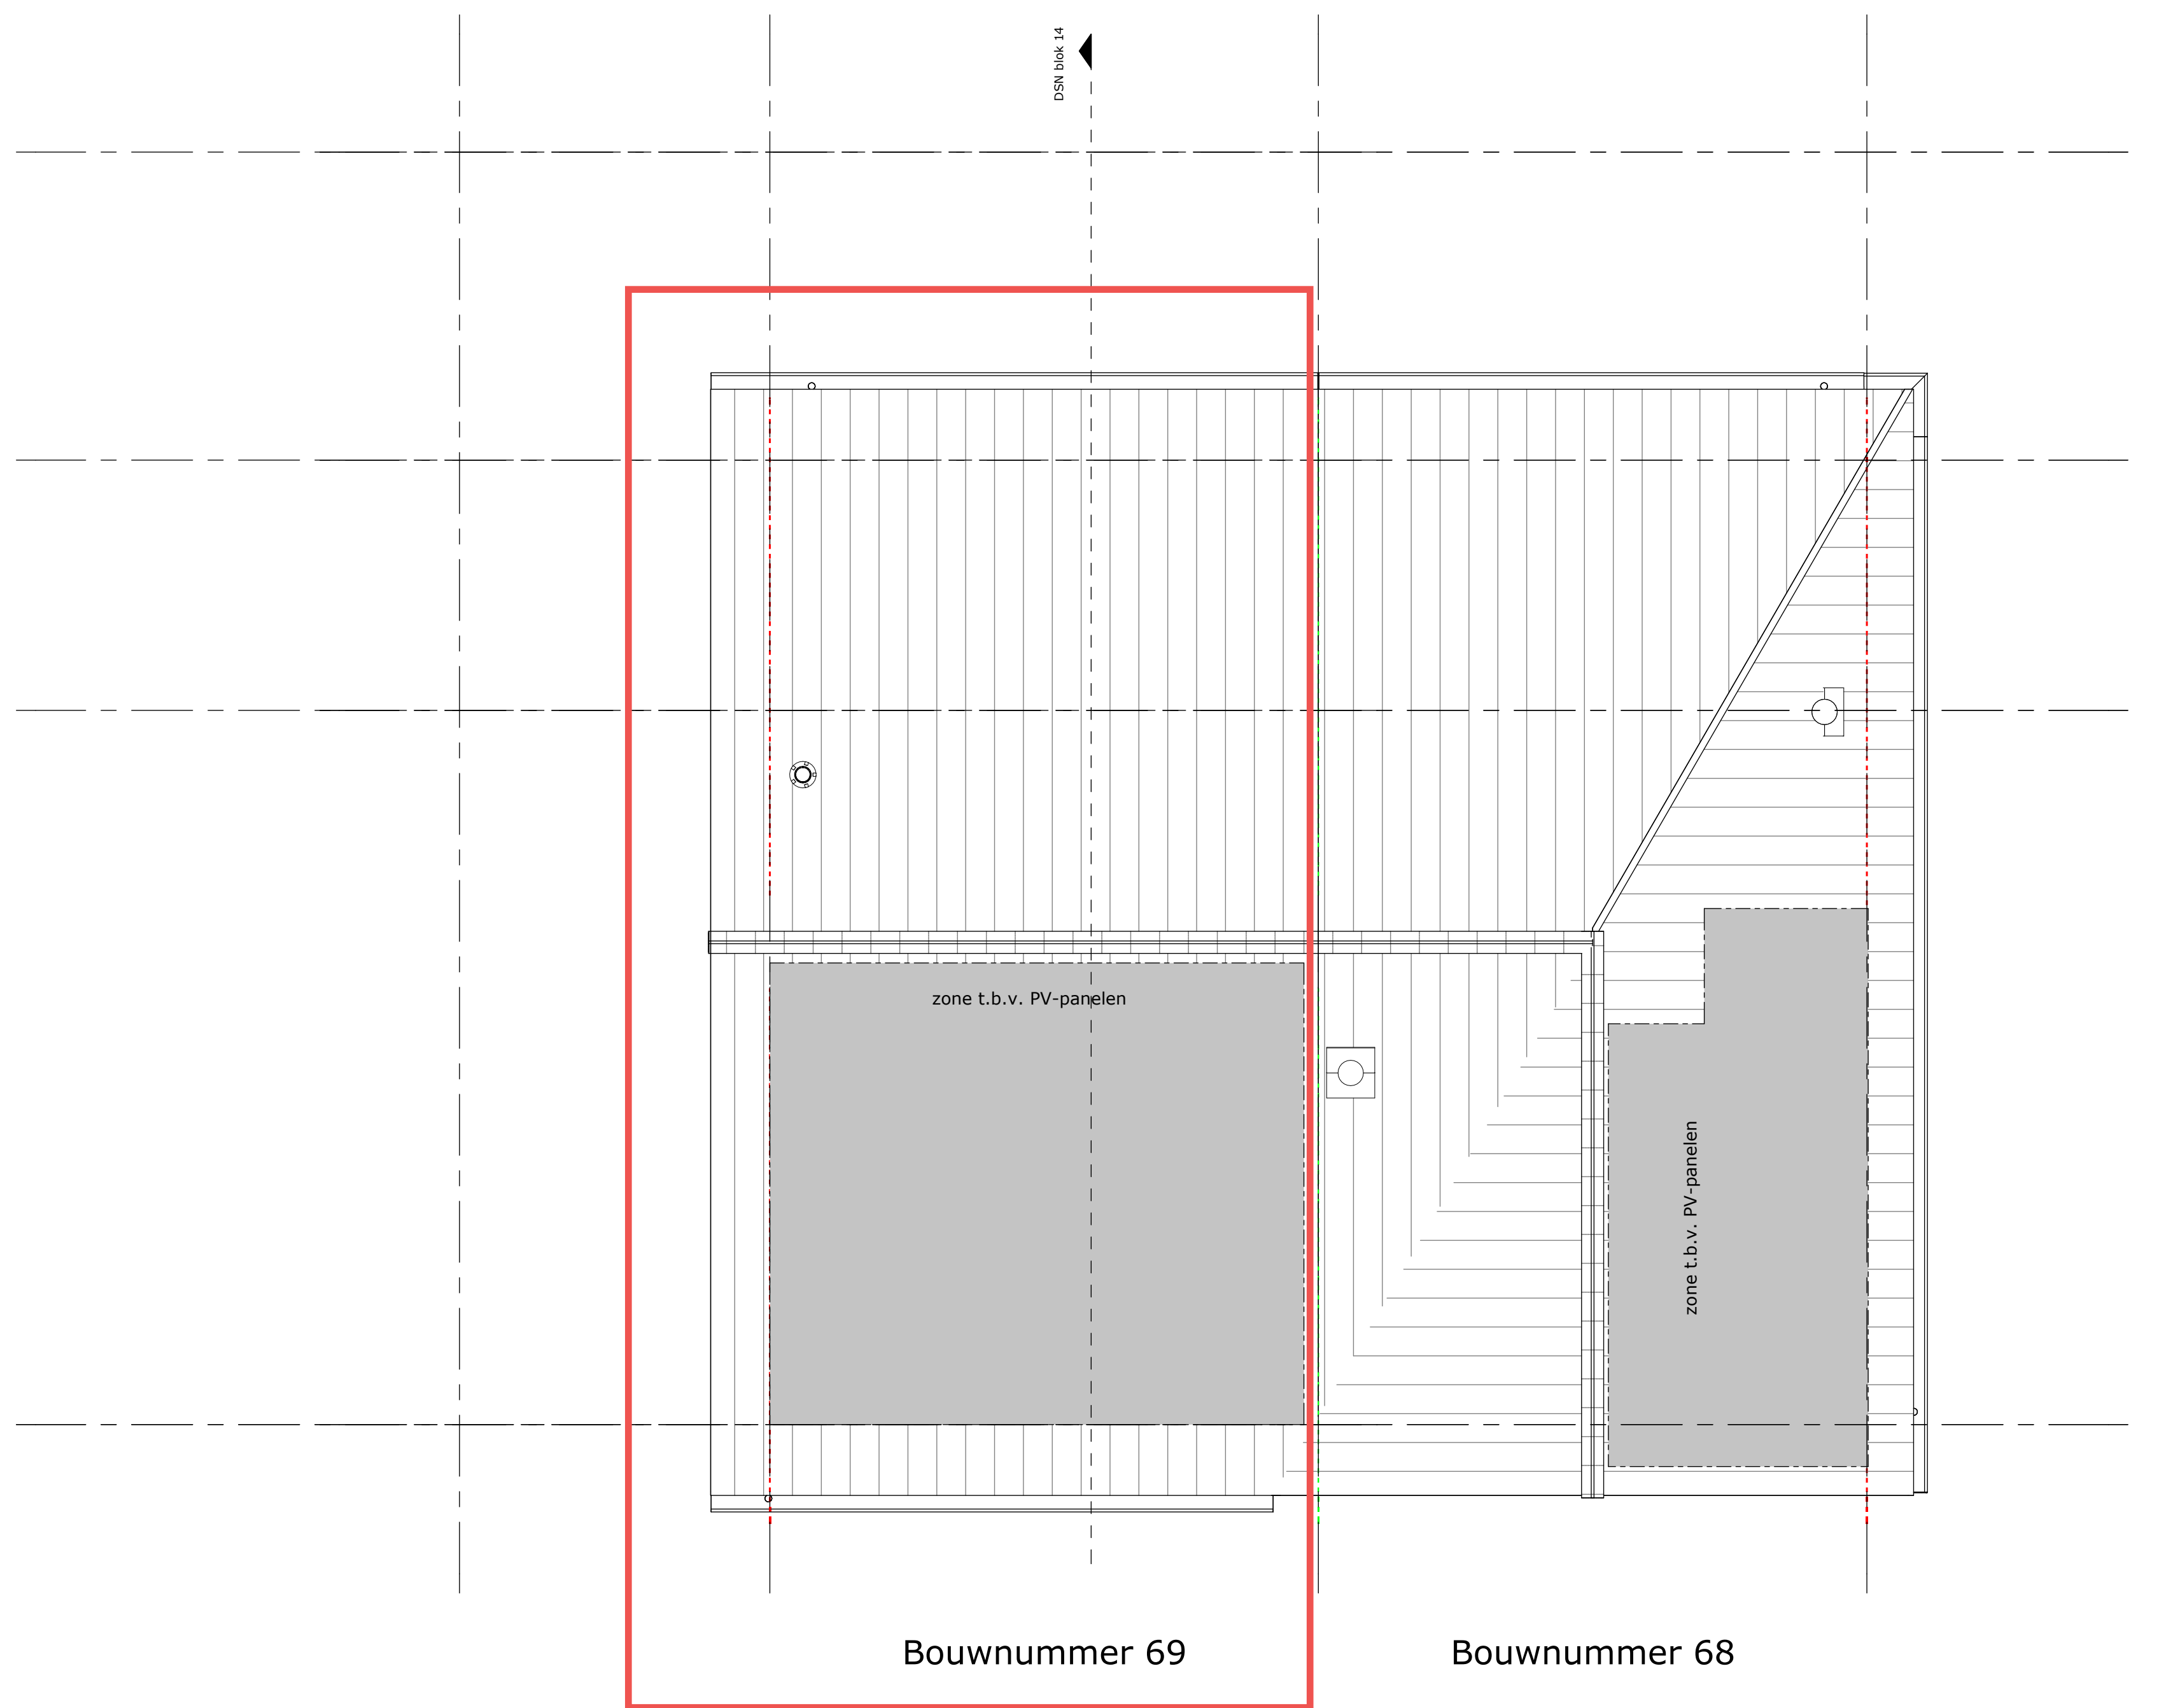 DSN blok 14
zone t.b.v. PV-panelen
zone t.b.v. PV-panelen
Bouwnummer 69
Bouwnummer 68